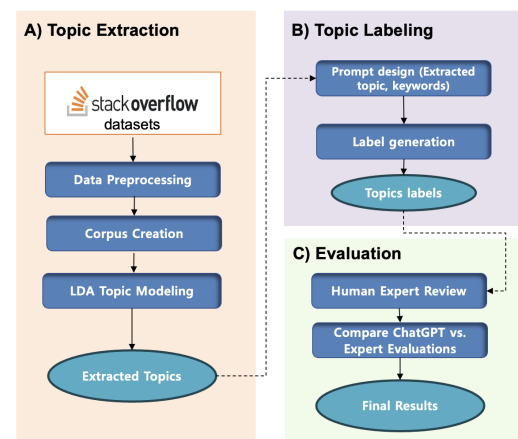 A) Topic Extraction
stackoverflow
datasets
Data Preprocessing
Corpus Creation
LDA Topic Modeling
Extracted Topics
B) Topic Labeling
Prompt design (Extracted
topic, keywords)
Label generation
Topics labels
C) Evaluation
Human Expert Review
Compare ChatGPT vs.
Expert Evaluations
Final Results